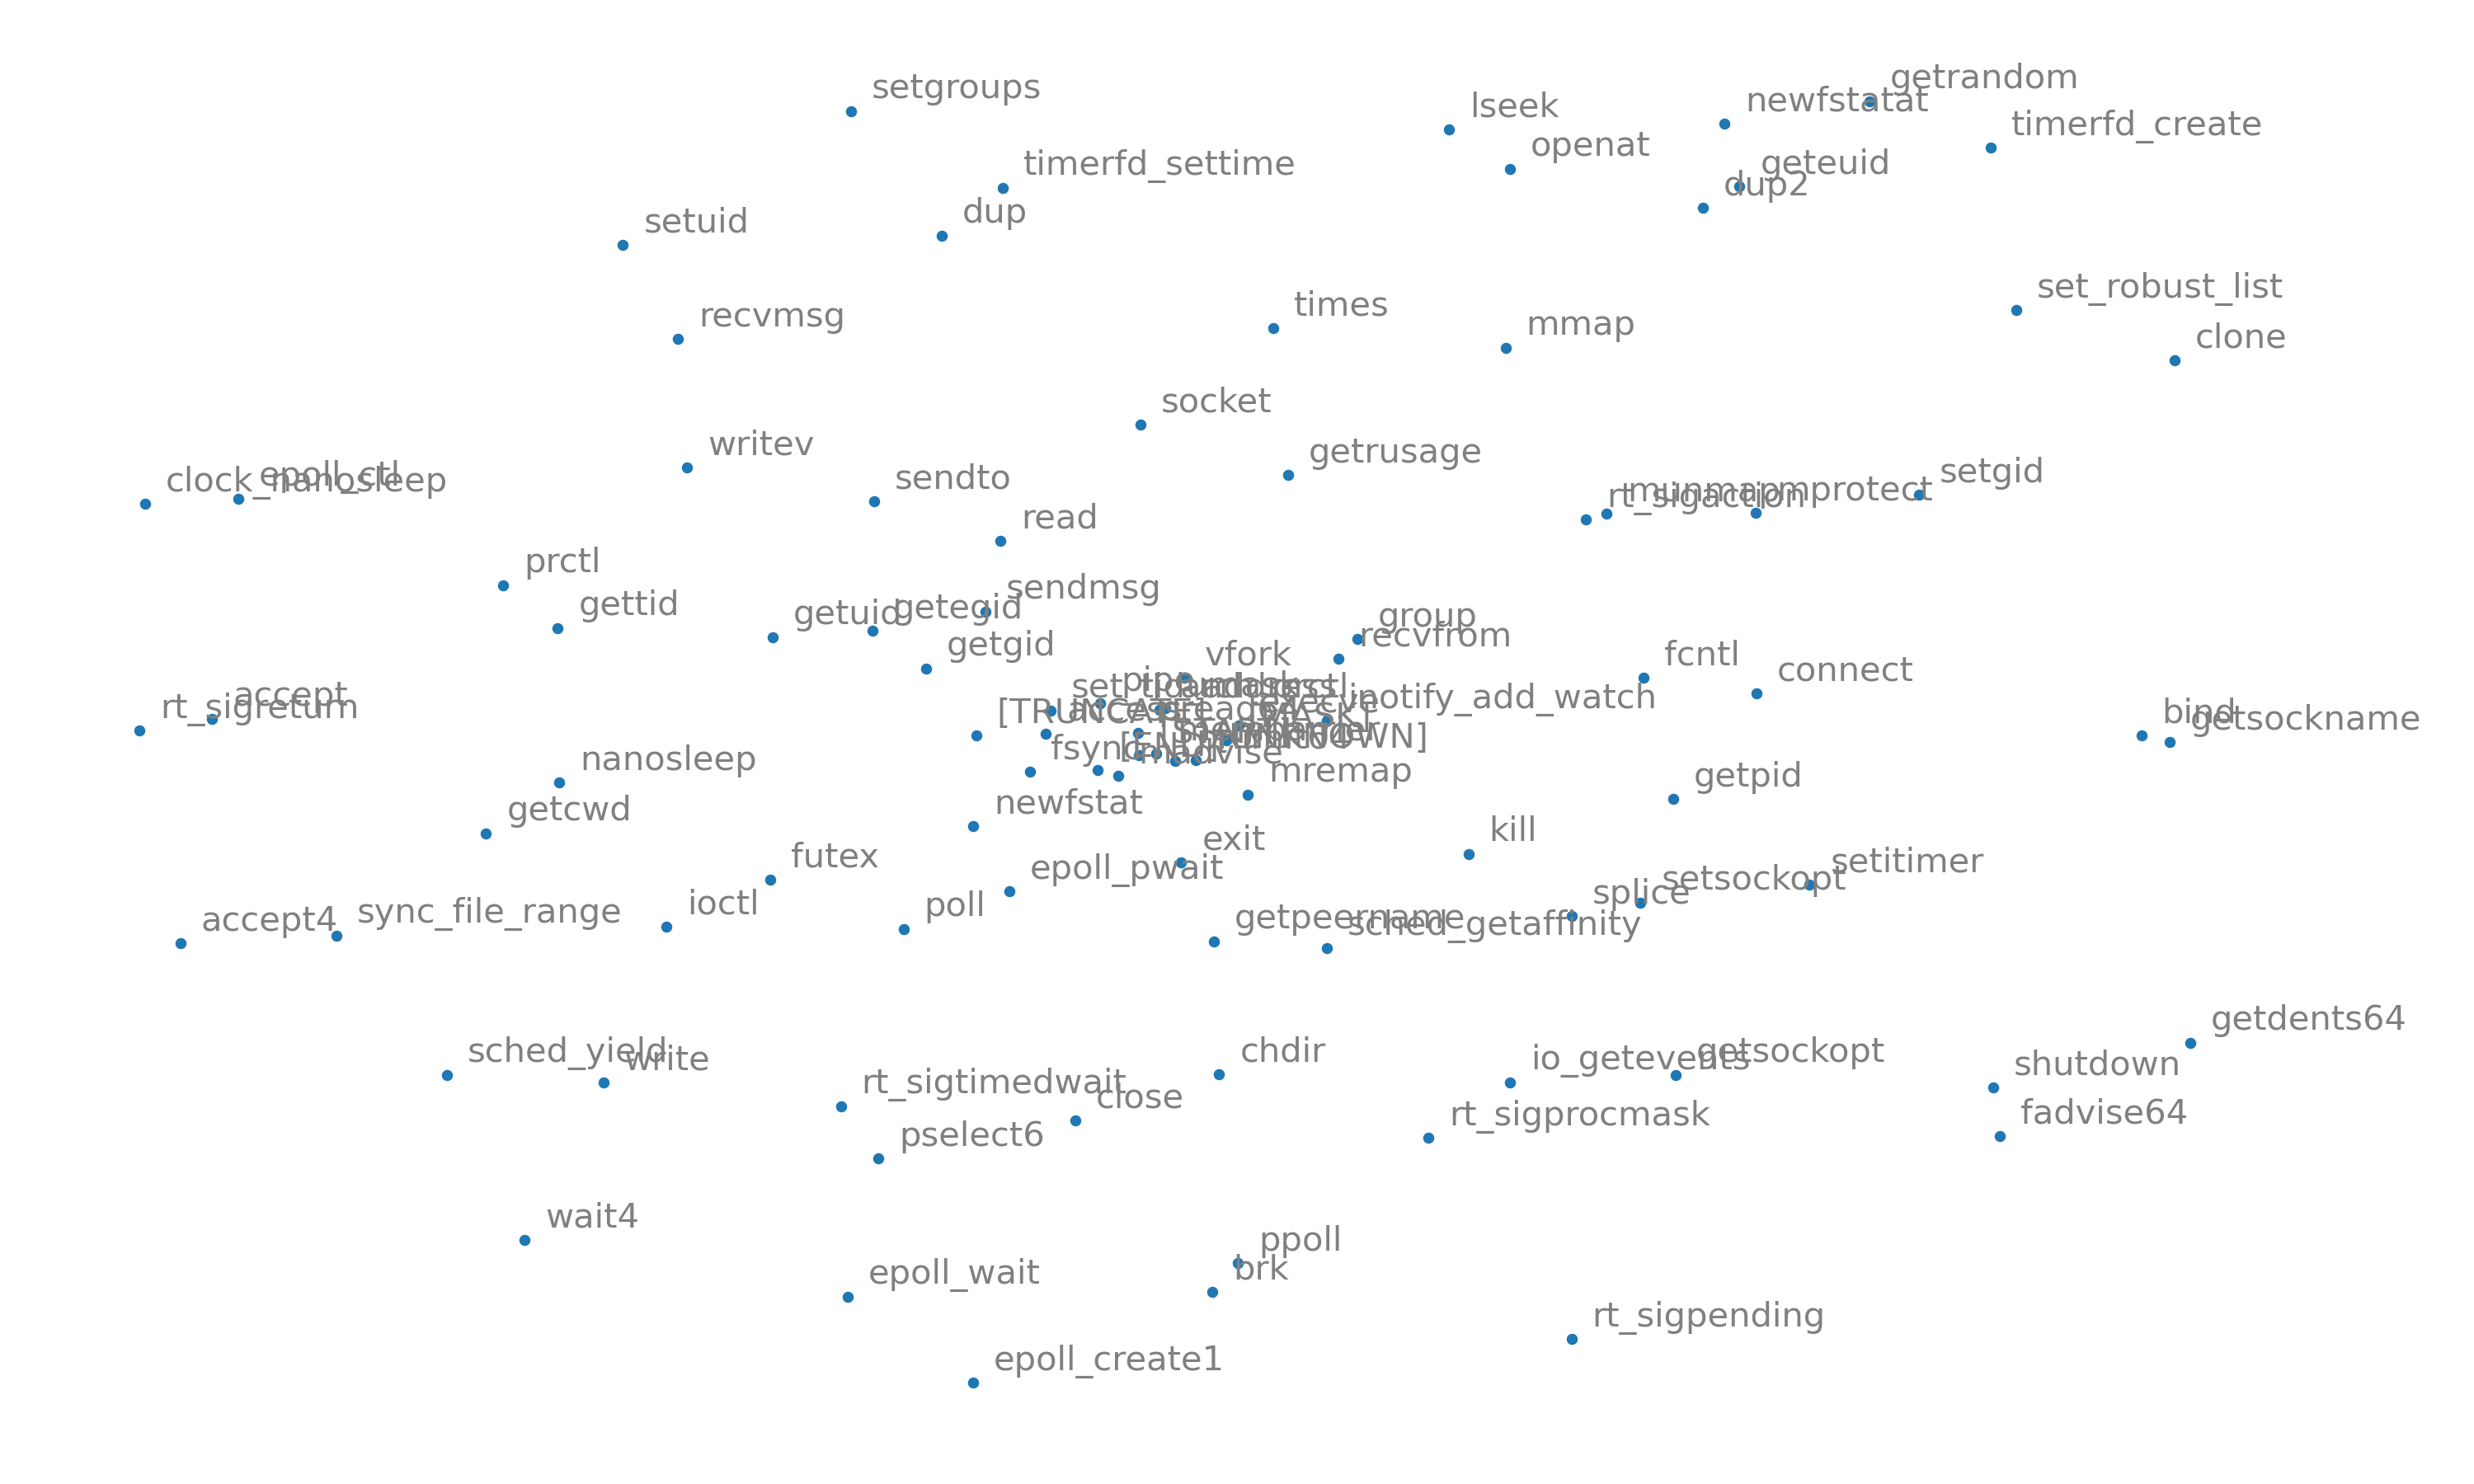 getrandom
setgroups
newfstatat
lseek
timerfd_create
openat
timerfd_settime
geteuid
dup2
dup
setuid
set_robust_list
times
recvmsg
mmap
clone
socket
writev
getrusage
setgid
epoll_ctl
clock_nanosleep
sendto
munmap
mprotect
rt_sigaction
read
prctl
sendmsg
gettid
getegid
getuid
group
recvfrom
getgid
vfork
fcntl
connect
inotify_add_watch
accept
rt_sigreturn
bind
getsockname
fsync
madvise
nanosleep
mremap
getpid
newfstat
getcwd
kill
exit
futex
epoll_pwait
setitimer
setsockopt
splice
sync_file_range
accept4
ioctl
poll
getpeername
sched_getaffinity
getdents64
sched_yield
write
chdir
io_getevents
getsockopt
shutdown
rt_sigtimedwait
close
rt_sigprocmask
fadvise64
pselect6
wait4
ppoll
brk
epoll_wait
rt_sigpending
epoll_create1